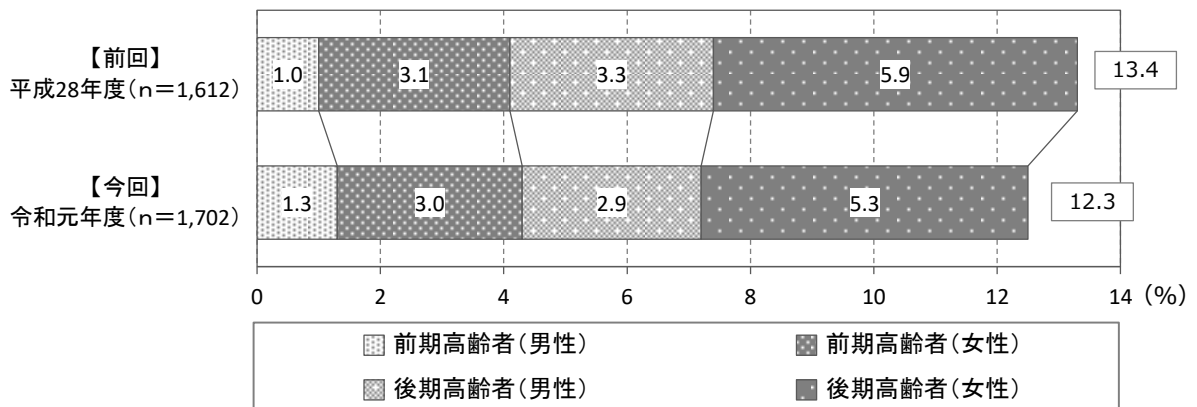 【前回】
平成28年度（n＝1,612）
1.0 3.1 3.3 5.9 13.4
【今回】
令和元年度（n＝1,702）
1.3 3.0 2.9 5.3 12.3
0 2 4 6 8 10 12 14 （%）
前期高齢者（男性） 前期高齢者（女性）
後期高齢者（男性） 後期高齢者（女性）